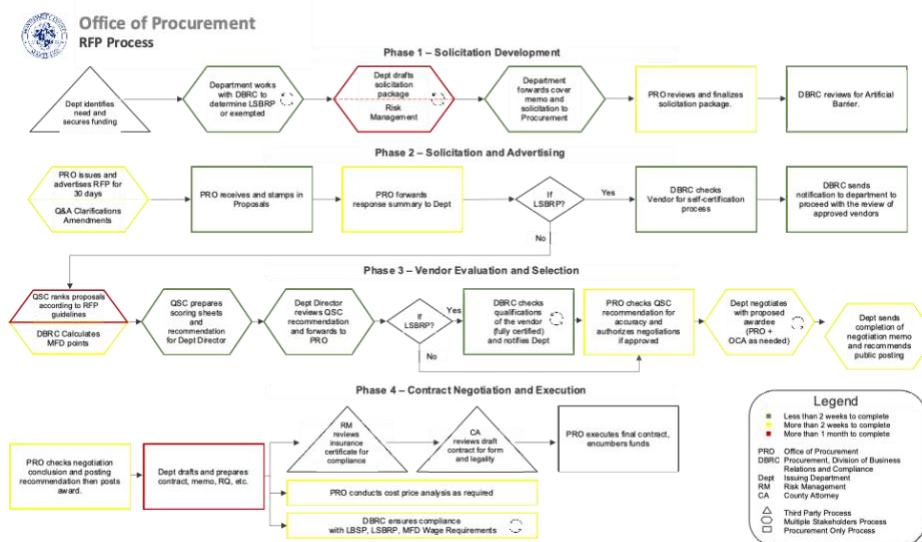 Office of Procurement
RFP Process
Phase 1 – Solicitation Development
Dept identifies
need and
secures funding
Department works
with DBRC to
determine LSBRP
or exempted
Dept drafts
solicitation
package
Risk
Management
Department
forwards cover
memo and
solicitation to
Procurement
PRO reviews and finalizes
solicitation package.
DBRC reviews for Artificial
Barrier.
Phase 2 – Solicitation and Advertising
PRO issues and
advertises RFP for
30 days
Q&A Clarifications
Amendments
PRO receives and stamps in
Proposals
PRO forwards
response summary to Dept
If
LSBRP?
Yes
No
DBRC checks
Vendor for self-certification
process
DBRC sends
notification to department to
proceed with the review of
approved vendors
Phase 3 – Vendor Evaluation and Selection
QSC ranks proposals
according to RFP
guidelines
DBRC Calculates
MFD points
QSC prepares
scoring sheets
and
recommendation
for Dept Director
Dept Director
reviews QSC
recommendation
and forwards to
PRO
If
LSBRP?
Yes
No
DBRC checks
qualifications
of the vendor
(fully certified)
and notifies Dept
PRO checks QSC
recommendation for
accuracy and
authorizes negotiations
if approved
Dept negotiates
with proposed
awardee
(PRO +
OCA as needed)
Dept sends
completion of
negotiation memo and
recommends
public posting
Phase 4 – Contract Negotiation and Execution
PRO checks negotiation
conclusion and posting
recommendation then posts
award.
Dept drafts and prepares
contract, memo, RQ, etc.
RM
reviews
insurance
certificate for
compliance
CA
reviews draft
contract for form
and legality
PRO executes final contract,
encumbers funds
PRO conducts cost price analysis as required
DBRC ensures compliance
with LBSP, LSBRP, MFD Wage Requirements
Legend
Less than 2 weeks to complete
More than 2 weeks to complete
More than 1 month to complete
PRO Office of Procurement
DBRC Procurement, Division of Business
Relations and Compliance
Dept Issuing Department
RM Risk Management
CA County Attorney
Third Party Process
Multiple Stakeholders Process
Procurement Only Process